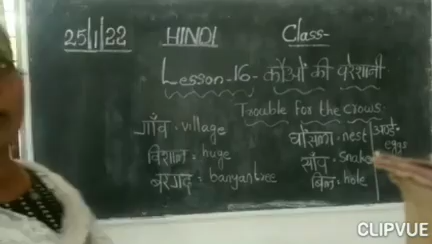 25|1|22 HINDI Class-
Lesson-16- कौओं की परेशानी
Trouble for the crows.
गाँव - village
विशाल - huge
बरगद - banyan tree
घोंसला - nest
साँप - snake
बिल - hole
अंडे -
eggs
CLIPVUE